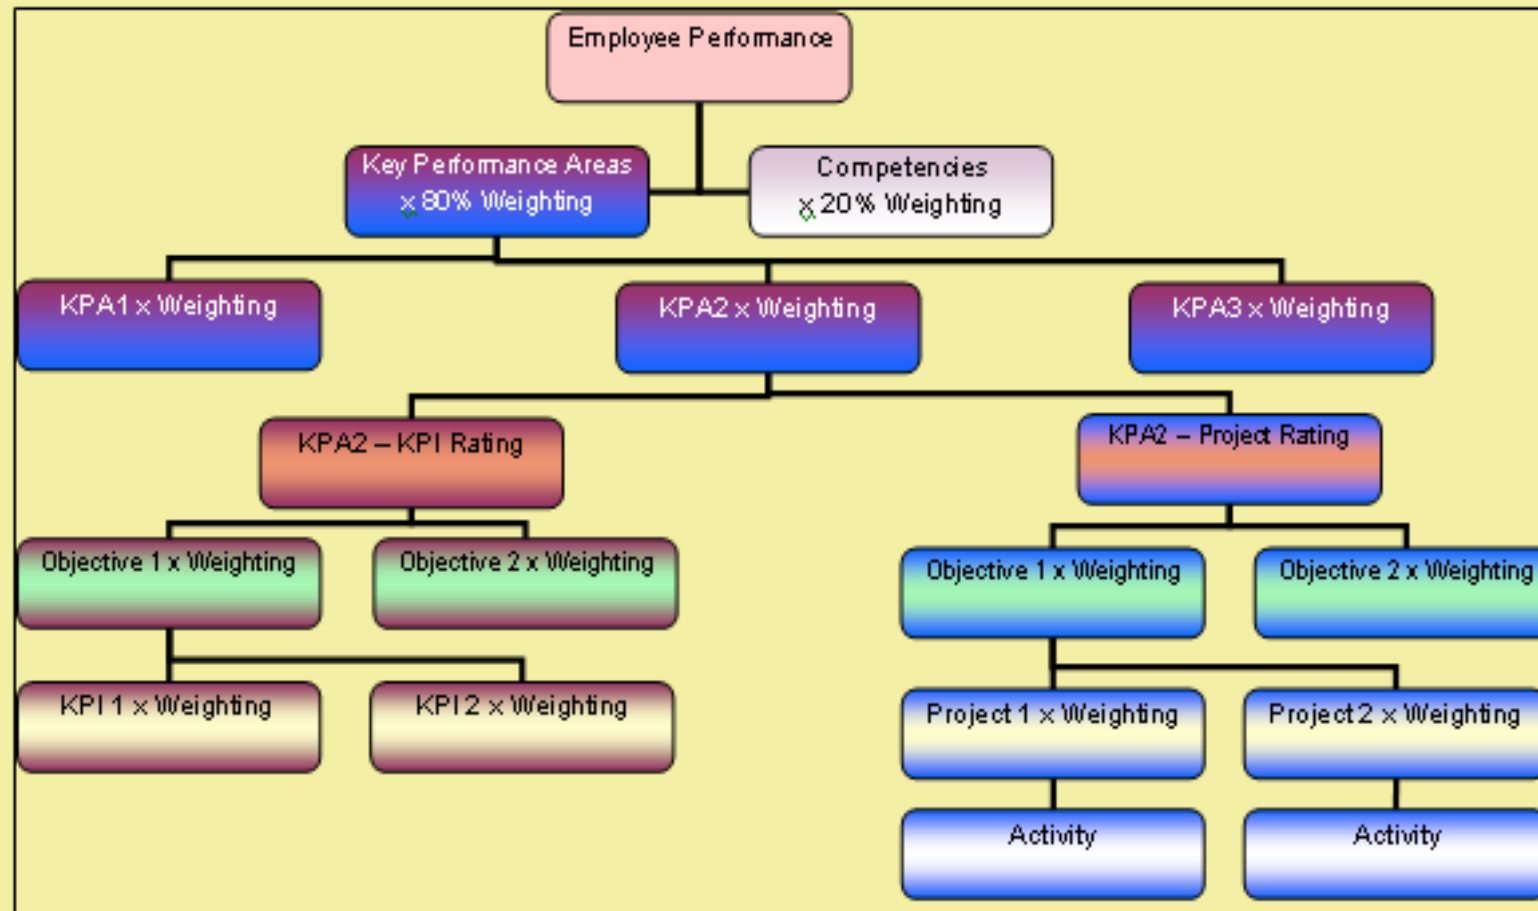 Employee Performance
Key Performance Areas
x 80% Weighting
Competencies
x 20% Weighting
KPA1 x Weighting
KPA2 x Weighting
KPA3 x Weighting
KPA2 – KPI Rating
KPA2 – Project Rating
Objective 1 x Weighting
Objective 2 x Weighting
Objective 1 x Weighting
Objective 2 x Weighting
KPI 1 x Weighting
KPI 2 x Weighting
Project 1 x Weighting
Project 2 x Weighting
Activity
Activity